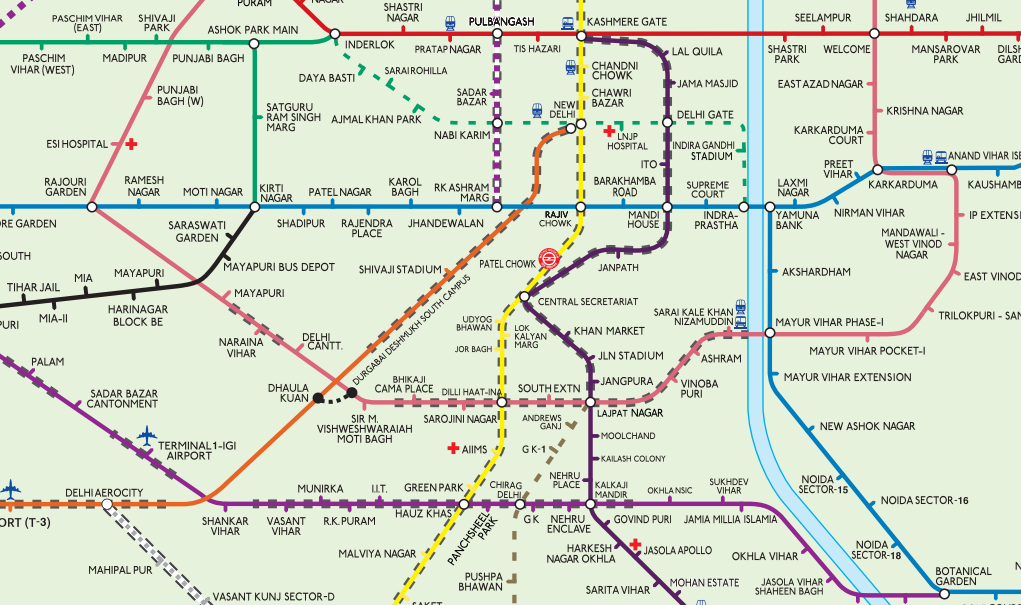 PURAM
NAGAR
PASCHIM VIHAR
(EAST)
SHIVAJI
PARK
ASHOK PARK MAIN
SHASTRI
NAGAR
PULBANGASH
KASHMERE GATE
SEELAMPUR
SHAHDARA
JHILMIL
PASCHIM
VIHAR (WEST)
MADIPUR
PUNJABI BAGH
INDERLOK
PRATAP NAGAR
TIS HAZARI
LAL QUILA
SHASTRI
PARK
WELCOME
MANSAROVAR
PARK
DILSH
GARD
DAYA BASTI
SARAI ROHILLA
CHANDNI
CHOWK
JAMA MASJID
EAST AZAD NAGAR
PUNJABI
BAGH (W)
SATGURU
RAM SINGH
MARG
SADAR
BAZAR
CHAWRI
BAZAR
KRISHNA NAGAR
AJMAL KHAN PARK
NEW
DELHI
DELHI GATE
NABI KARIM
LNJP
HOSPITAL
KARKARDUMA
COURT
ESI HOSPITAL
INDIRA GANDHI
STADIUM
ITO
PREET
VIHAR
ANAND VIHAR ISB
RAJOURI
GARDEN
RAMESH
NAGAR
MOTI NAGAR
KIRTI
NAGAR
PATEL NAGAR
KAROL
BAGH
RK ASHRAM
MARG
BARAKHAMBA
ROAD
SUPREME
COURT
LAXMI
NAGAR
KARKARDUMA
KAUSHAMB
ORE GARDEN
SARASWATI
GARDEN
SHADIPUR
RAJENDRA
PLACE
JHANDEWALAN
RAJIV
CHOWK
MANDI
HOUSE
INDRA-
PRASTHA
YAMUNA
BANK
NIRMAN VIHAR
IP EXTENSI
MANDAWALI -
WEST VINOD
NAGAR
SOUTH
MAYAPURI BUS DEPOT
SHIVAJI STADIUM
PATEL CHOWK
JANPATH
AKSHARDHAM
EAST VINOD
TIHAR JAIL
MIA
MAYAPURI
MAYAPURI
DURGABAI DESHMUKH SOUTH CAMPUS
CENTRAL SECRETARIAT
MIA-II
HARINAGAR
BLOCK BE
PURI
SARAI KALE KHAN
NIZAMUDDIN
MAYUR VIHAR PHASE-I
TRILOKPURI - SAN
UDYOG
BHAWAN
LOK
KALYAN
MARG
KHAN MARKET
NARAINA
VIHAR
DELHI
CANTT.
JOR BAGH
JLN STADIUM
ASHRAM
MAYUR VIHAR POCKET-I
PALAM
BHIKAJI
CAMA PLACE
DILLI HAAT-INA
SOUTH EXTN
JANGPURA
VINOBA
PURI
MAYUR VIHAR EXTENSION
DHAULA
KUAN
SADAR BAZAR
CANTONMENT
SIR M.
VISHWESHWARAIAH
MOTI BAGH
SAROJINI NAGAR
ANDREWS
GANJ
LAJPAT NAGAR
NEW ASHOK NAGAR
TERMINAL1-IGI
AIRPORT
AIIMS
G K-1
MOOLCHAND
KAILASH COLONY
NOIDA
SECTOR-15
NEHRU
PLACE
DELHI AEROCITY
MUNIRKA
I.I.T.
GREEN PARK
CHIRAG
DELHI
KALKAJI
MANDIR
OKHLA NSIC
SUKHDEV
VIHAR
NOIDA SECTOR-16
ORT (T-3)
SHANKAR
VIHAR
VASANT
VIHAR
R.K. PURAM
HAUZ KHAS
PANCHSHEEL
PARK
G K
NEHRU
ENCLAVE
GOVIND PURI
JAMIA MILLIA ISLAMIA
NOIDA
SECTOR-18
MALVIYA NAGAR
HARKESH
NAGAR OKHLA
JASOLA APOLLO
OKHLA VIHAR
MAHIPAL PUR
PUSHPA
BHAWAN
SARITA VIHAR
MOHAN ESTATE
JASOLA VIHAR
SHAHEEN BAGH
BOTANICAL
GARDEN
VASANT KUNJ SECTOR-D
SAKET